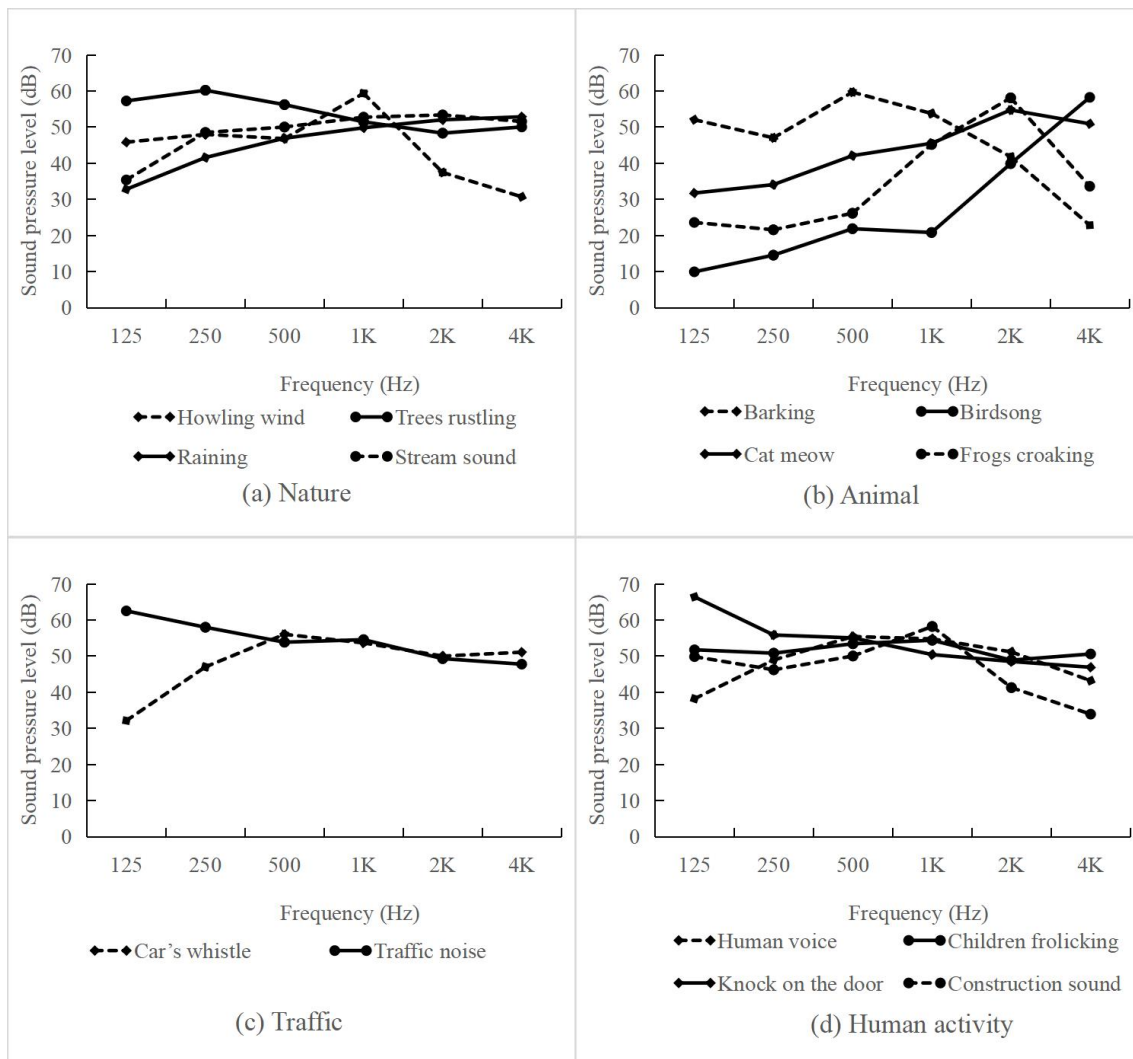 Sound pressure level (dB)
70
60
50
40
30
20
10
0
125 250 500 1K 2K 4K
Frequency (Hz)
Howling wind Trees rustling
Raining Stream sound
(a) Nature
Sound pressure level (dB)
70
60
50
40
30
20
10
0
125 250 500 1K 2K 4K
Frequency (Hz)
Barking Birdsong
Cat meow Frogs croaking
(b) Animal
Sound pressure level (dB)
70
60
50
40
30
20
10
0
125 250 500 1K 2K 4K
Frequency (Hz)
Car’s whistle Traffic noise
(c) Traffic
Sound pressure level (dB)
70
60
50
40
30
20
10
0
125 250 500 1K 2K 4K
Frequency (Hz)
Human voice Children frolicking
Knock on the door Construction sound
(d) Human activity